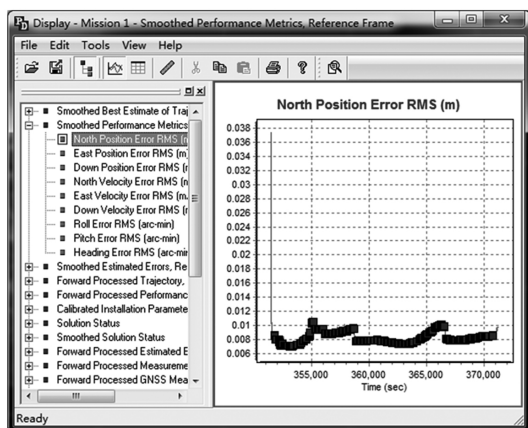 Display - Mission 1 - Smoothed Performance Metrics, Reference Frame
File Edit Tools View Help
Smoothed Best Estimate of Traj
Smoothed Performance Metrics
North Position Error RMS (m
East Position Error RMS (m)
Down Position Error RMS (r
North Velocity Error RMS (n
East Velocity Error RMS (m.
Down Velocity Error RMS (r
Roll Error RMS (arc-min)
Pitch Error RMS (arc-min)
Heading Error RMS (arc-mir
Smoothed Estimated Errors, Re
Forward Processed Trajectory,
Forward Processed Performanc
Calibrated Installation Paramete
Solution Status
Smoothed Solution Status
Forward Processed Estimated E
Forward Processed Measureme
Forward Processed GNSS Mea
North Position Error RMS (m)
0.038
0.036
0.034
0.032
0.03
0.028
0.026
0.024
0.022
0.020
0.018
0.016
0.014
0.012
0.010
0.008
0.006
355,000 360,000 365,000 370,000
Time (sec)
Ready